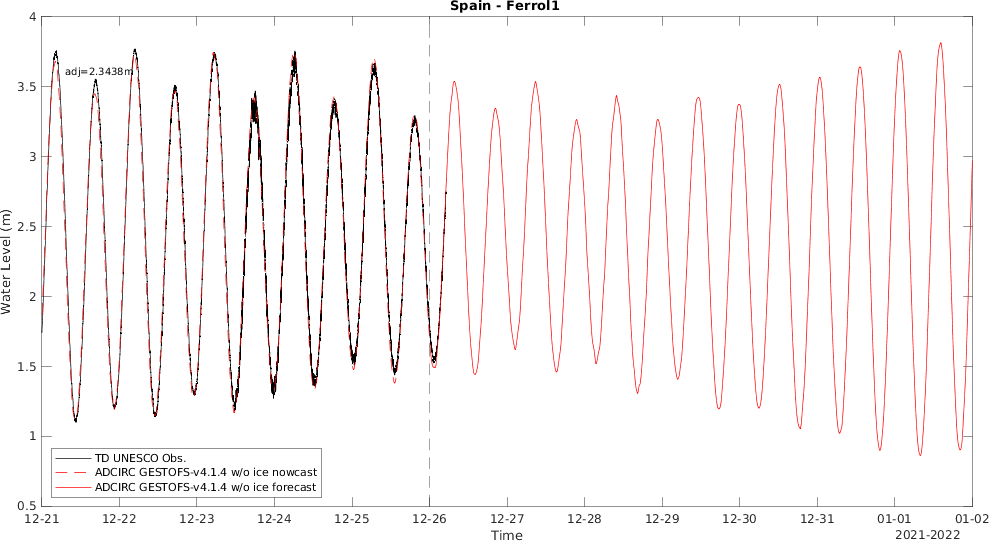 Spain - Ferrol1
4
3.5
3
2.5
2
1.5
1
0.5
Water Level (m)
adj=2.3438m
TD UNESCO Obs.
ADCIRC GESTOFS-v4.1.4 w/o ice nowcast
ADCIRC GESTOFS-v4.1.4 w/o ice forecast
12-21 12-22 12-23 12-24 12-25 12-26 12-27 12-28 12-29 12-30 12-31 01-01 01-02
Time
2021-2022